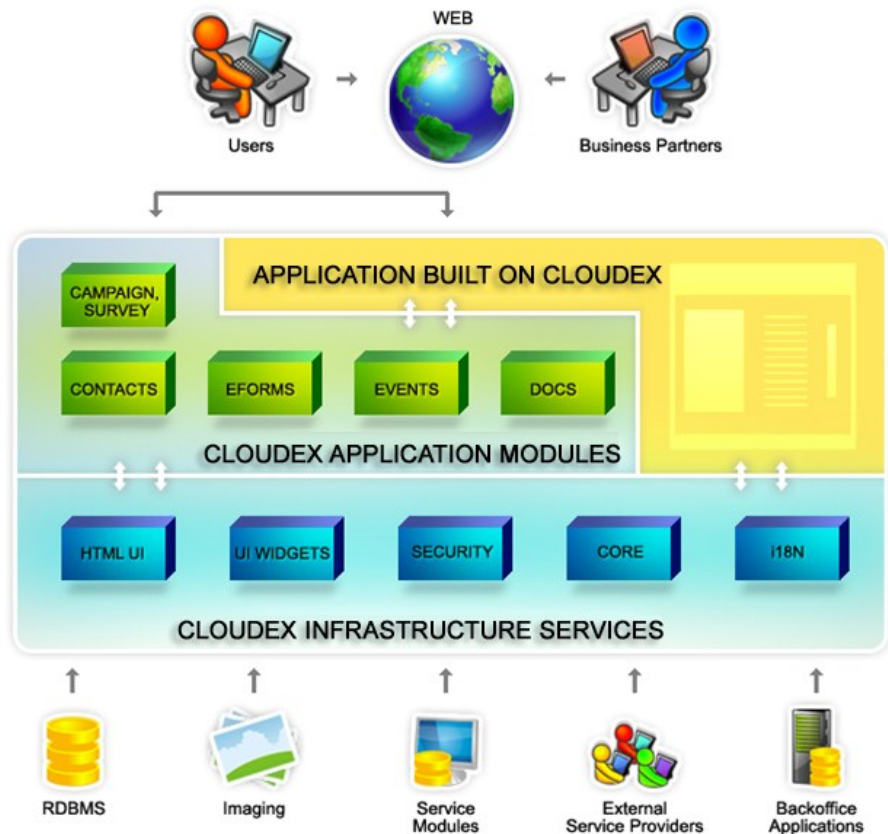 WEB
Users
Business Partners
APPLICATION BUILT ON CLOUDEX
CAMPAIGN,
SURVEY
CONTACTS
EFORMS
EVENTS
DOCS
CLOUDEX APPLICATION MODULES
HTML UI
UI WIDGETS
SECURITY
CORE
i18N
CLOUDEX INFRASTRUCTURE SERVICES
RDBMS
Imaging
Service
Modules
External
Service Providers
Backoffice
Applications